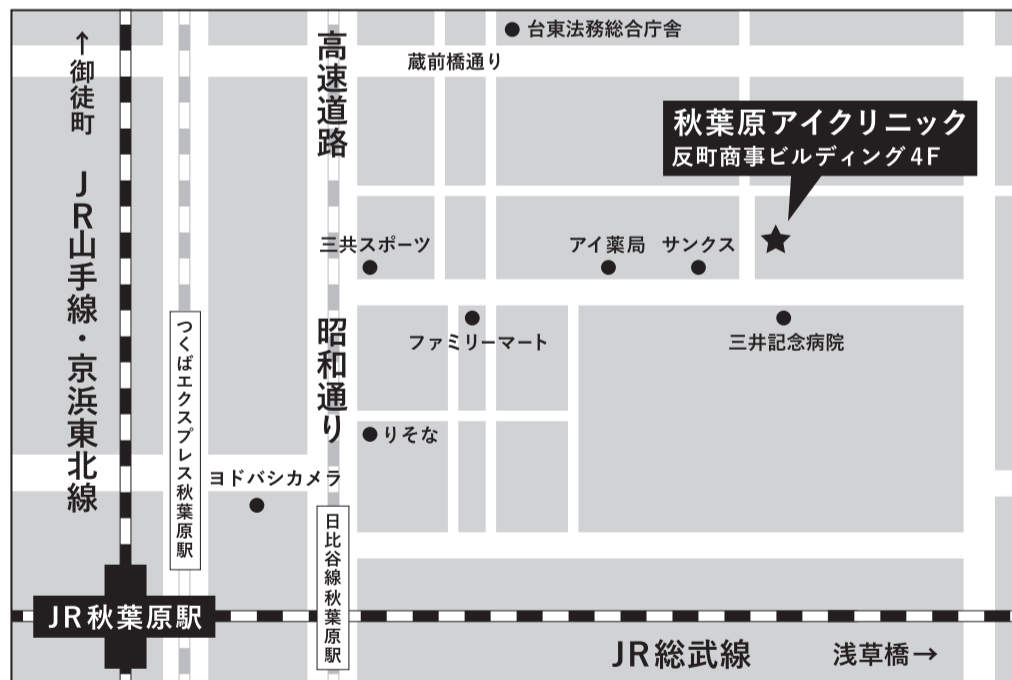 台東法務総合庁舎
蔵前橋通り
↑御徒町
JR山手線・京浜東北線
高速道路
昭和通り
秋葉原アイクリニック
反町商事ビルディング4F
三共スポーツ
アイ薬局
サンクス
ファミリーマート
三井記念病院
りそな
ヨドバシカメラ
つくばエクスプレス秋葉原駅
日比谷線秋葉原駅
JR秋葉原駅
JR総武線
浅草橋→